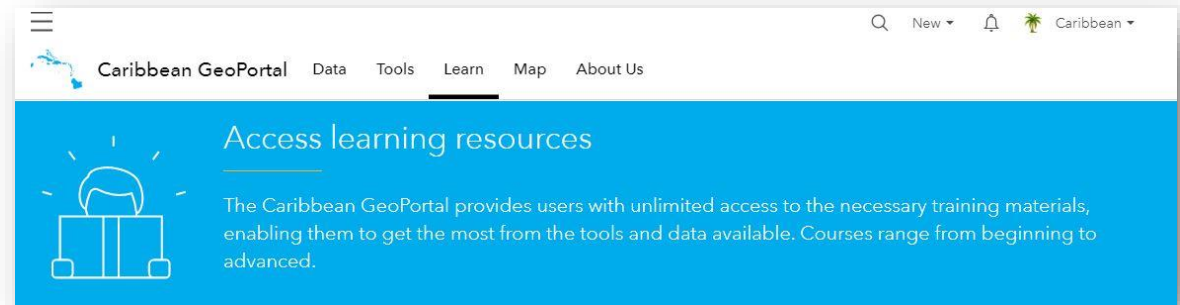 New Caribbean
Caribbean GeoPortal Data Tools Learn Map About Us
Access learning resources
The Caribbean GeoPortal provides users with unlimited access to the necessary training materials,
enabling them to get the most from the tools and data available. Courses range from beginning to
advanced.